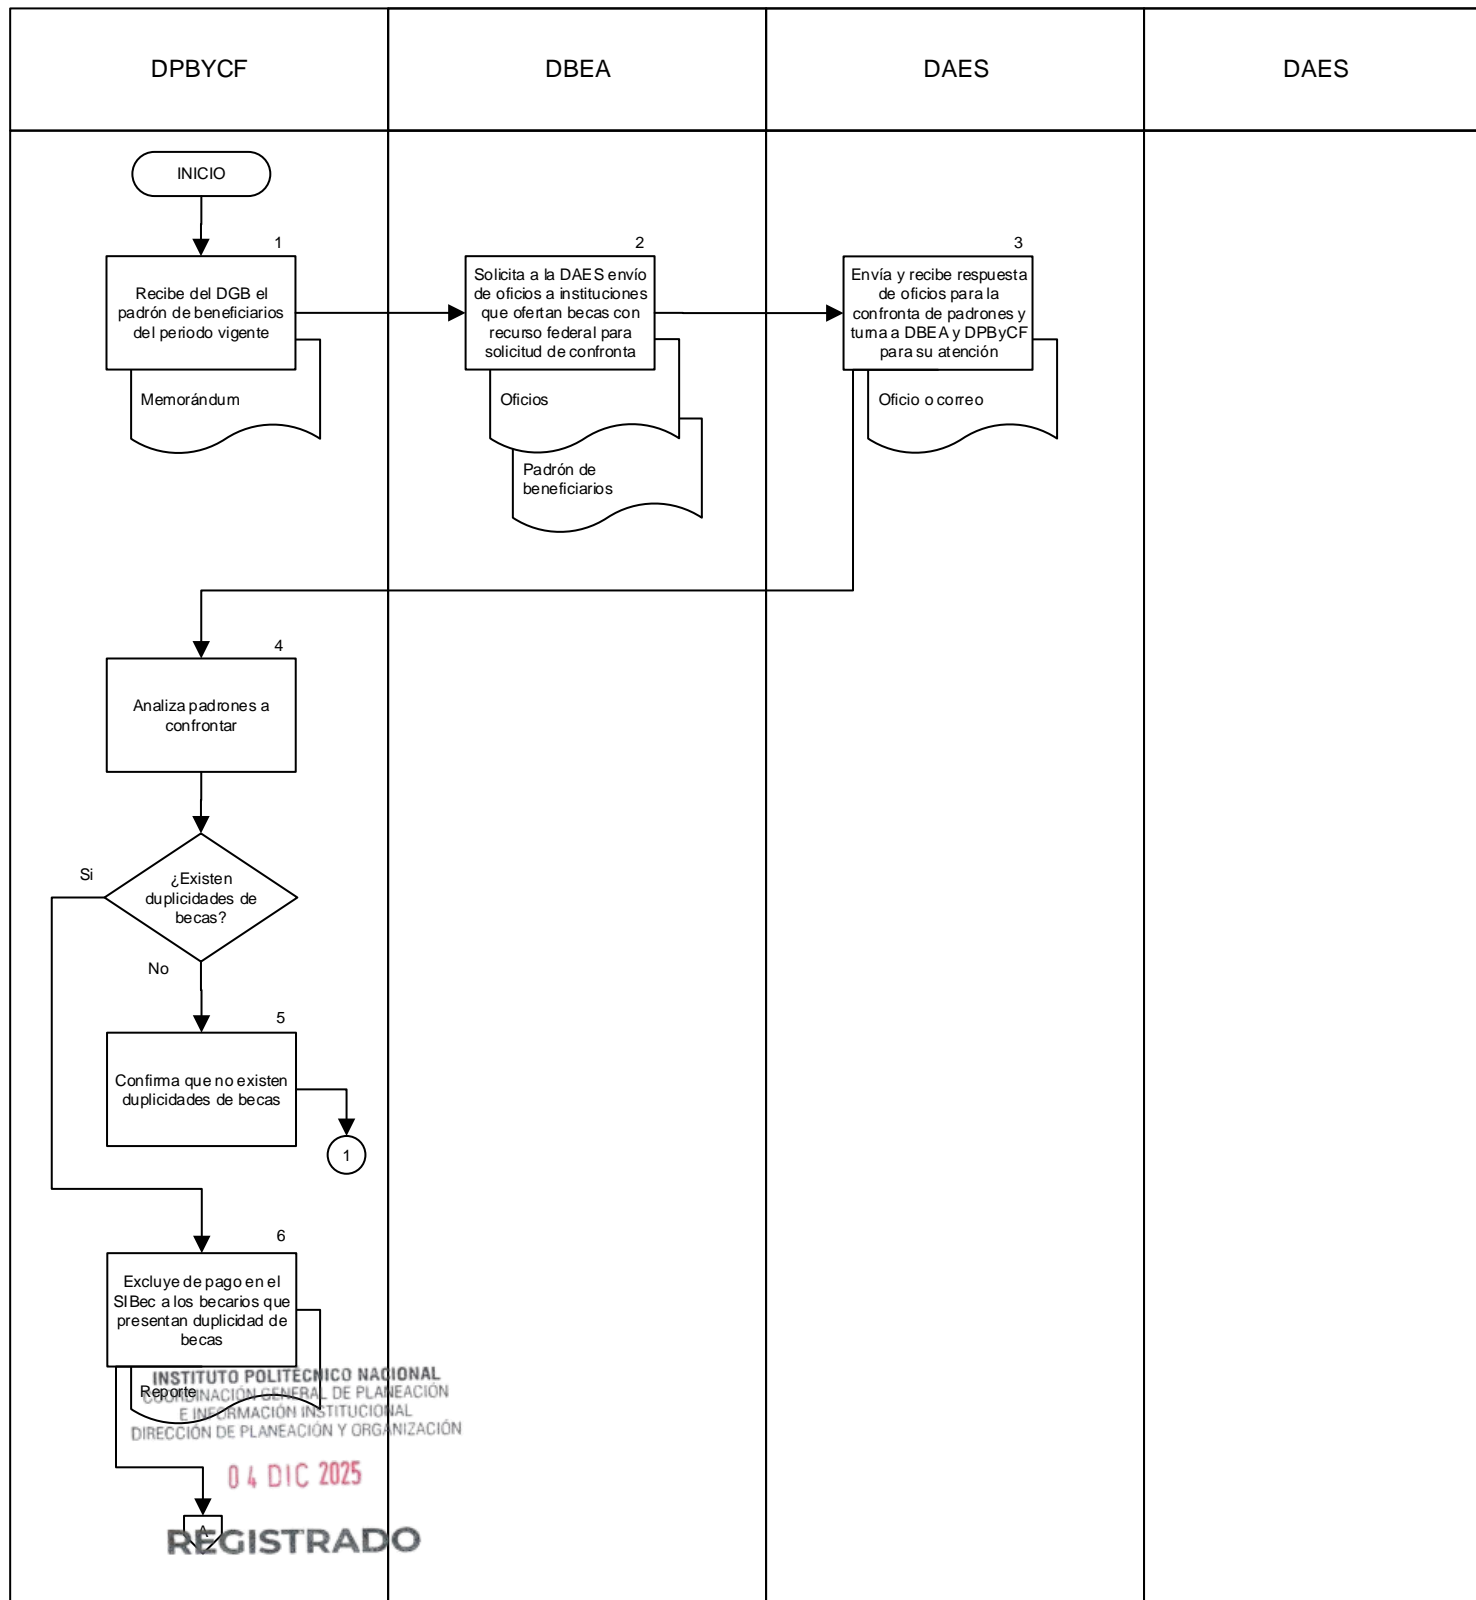 DPBYCF
DBEA
DAES
DAES
INICIO
1
Recibe del DGB el
padrón de beneficiarios
del periodo vigente
Memorándum
2
Solicita a la DAES envío
de oficios a instituciones
que ofertan becas con
recurso federal para
solicitud de confronta
Oficios
Padrón de
beneficiarios
3
Envía y recibe respuesta
de oficios para la
confronta de padrones y
turna a DBEA y DPByCF
para su atención
Oficio o correo
4
Analiza padrones a
confrontar
¿Existen
duplicidades de
becas?
Si
No
5
Confirma que no existen
duplicidades de becas
1
6
Excluye de pago en el
SIBec a los becarios que
presentan duplicidad de
becas
Reporte
INSTITUTO POLITÉCNICO NACIONAL
COORDINACIÓN GENERAL DE PLANEACIÓN
E INFORMACIÓN INSTITUCIONAL
DIRECCIÓN DE PLANEACIÓN Y ORGANIZACIÓN
04 DIC 2025
A
REGISTRADO